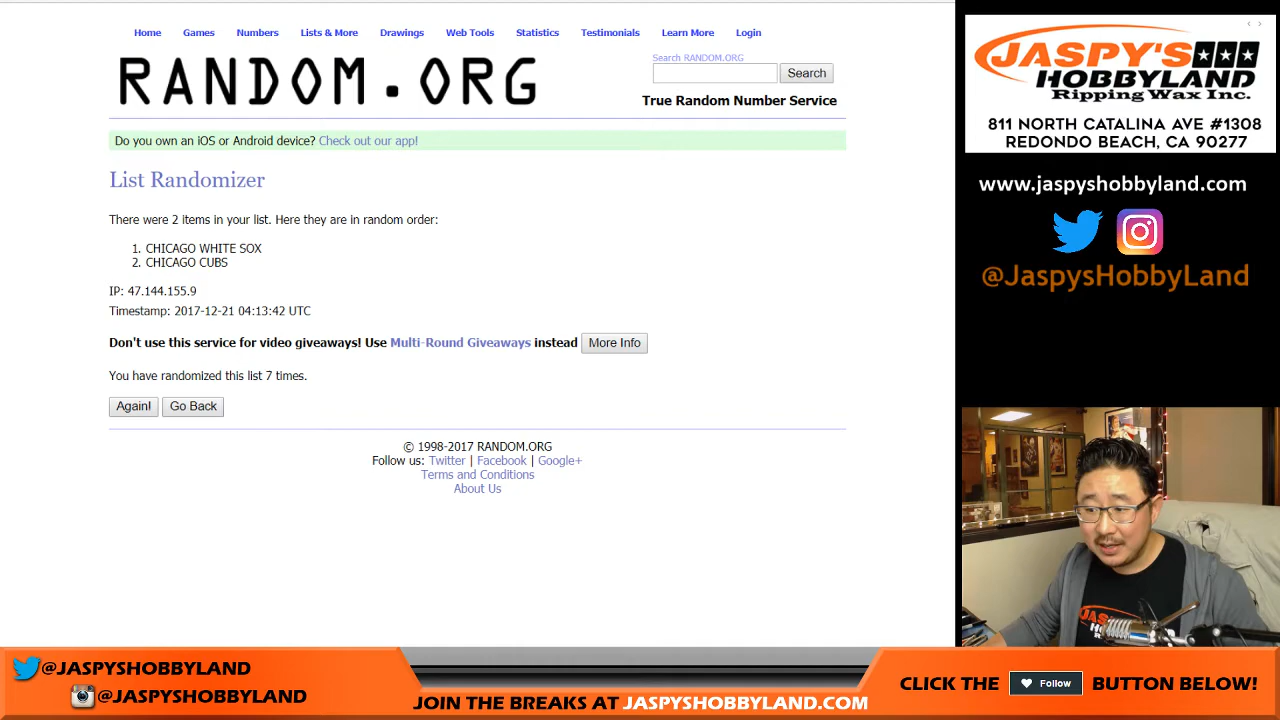 Home Games Numbers Lists & More Drawings Web Tools Statistics Testimonials Learn More Login
RANDOM.ORG
Search RANDOM.ORG
Search
True Random Number Service
Do you own an iOS or Android device? Check out our app!
List Randomizer
There were 2 items in your list. Here they are in random order:
1. CHICAGO WHITE SOX
2. CHICAGO CUBS
IP: 47.144.155.9
Timestamp: 2017-12-21 04:13:42 UTC
Don't use this service for video giveaways! Use Multi-Round Giveaways instead More Info
You have randomized this list 7 times.
Again! Go Back
© 1998-2017 RANDOM.ORG
Follow us: Twitter | Facebook | Google+
Terms and Conditions
About Us
JASPY'S
HOBBYLAND
Ripping Wax Inc.
811 NORTH CATALINA AVE #1308
REDONDO BEACH, CA 90277
www.jaspyshobbyland.com
@JaspysHobbyLand
@JASPYSHOBBYLAND
@JASPYSHOBBYLAND
JOIN THE BREAKS AT JASPYSHOBBYLAND.COM
CLICK THE Follow BUTTON BELOW!